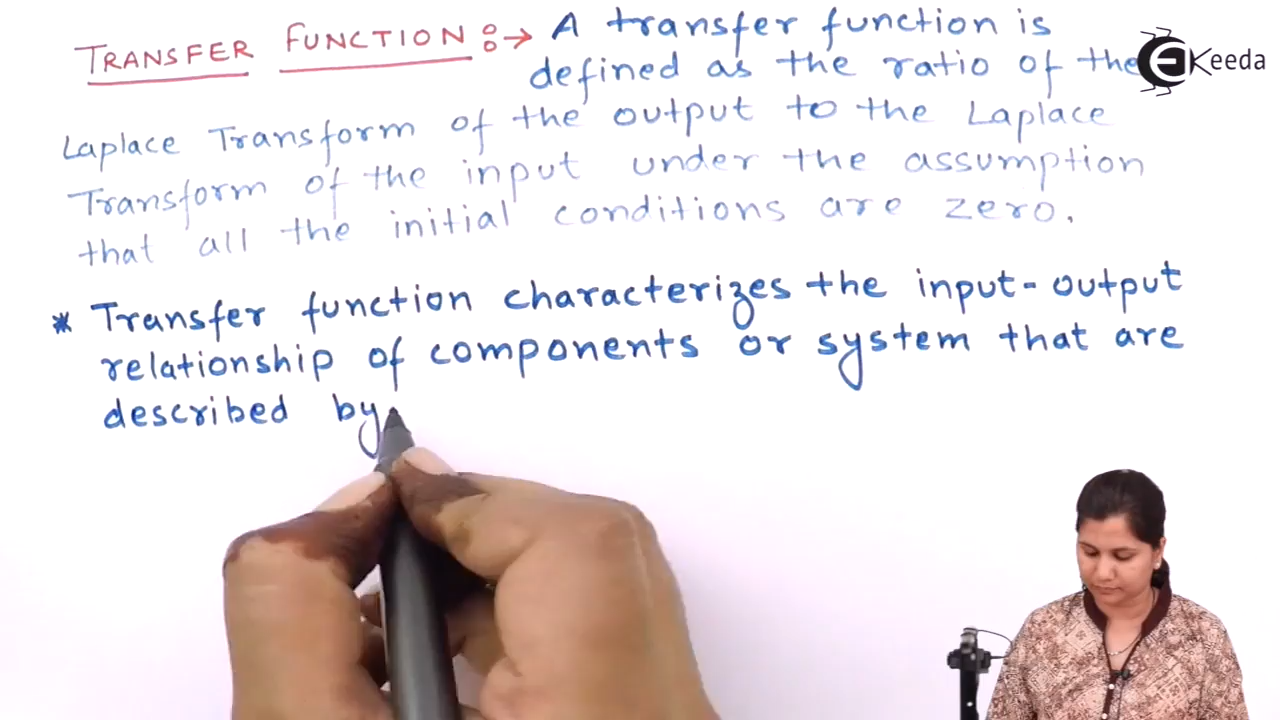 TRANSFER FUNCTION :→ A transfer function is
defined as the ratio of the
Laplace Transform of the output to the Laplace
Transform of the input under the assumption
that all the initial conditions are zero.
* Transfer function characterizes the input-output
relationship of components or system that are
described by
Keeda